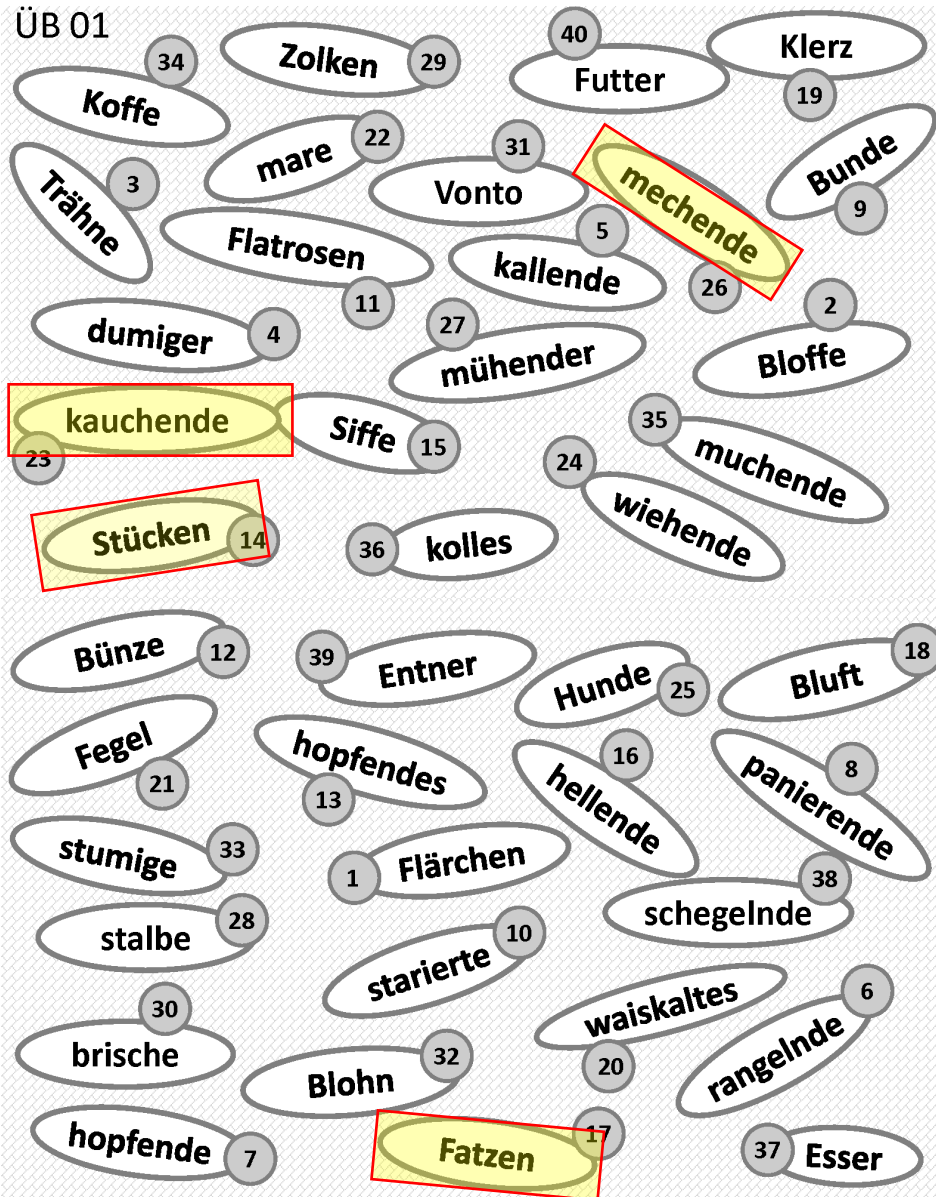 ÜB 01
34
Koffe
Zolken
29
40
Futter
Klerz
19
3
Trähne
mare
22
31
Vonto
mechende
26
Bunde
9
Flatrosen
11
5
kallende
dumiger
4
27
mühender
2
Bloffe
kauchende
23
Siffe
15
35
muchende
24
wiehende
Stücken
14
36
kolles
Bünze
12
39
Entner
Hunde
25
Bluft
18
Fegel
21
hopfendes
13
16
hellende
8
panierende
stumige
33
1
Flärchen
38
schegelnde
stalbe
28
starierte
10
waiskaltes
20
6
rangelnde
30
brische
Blohn
32
hopfende
7
Fatzen
17
37
Esser